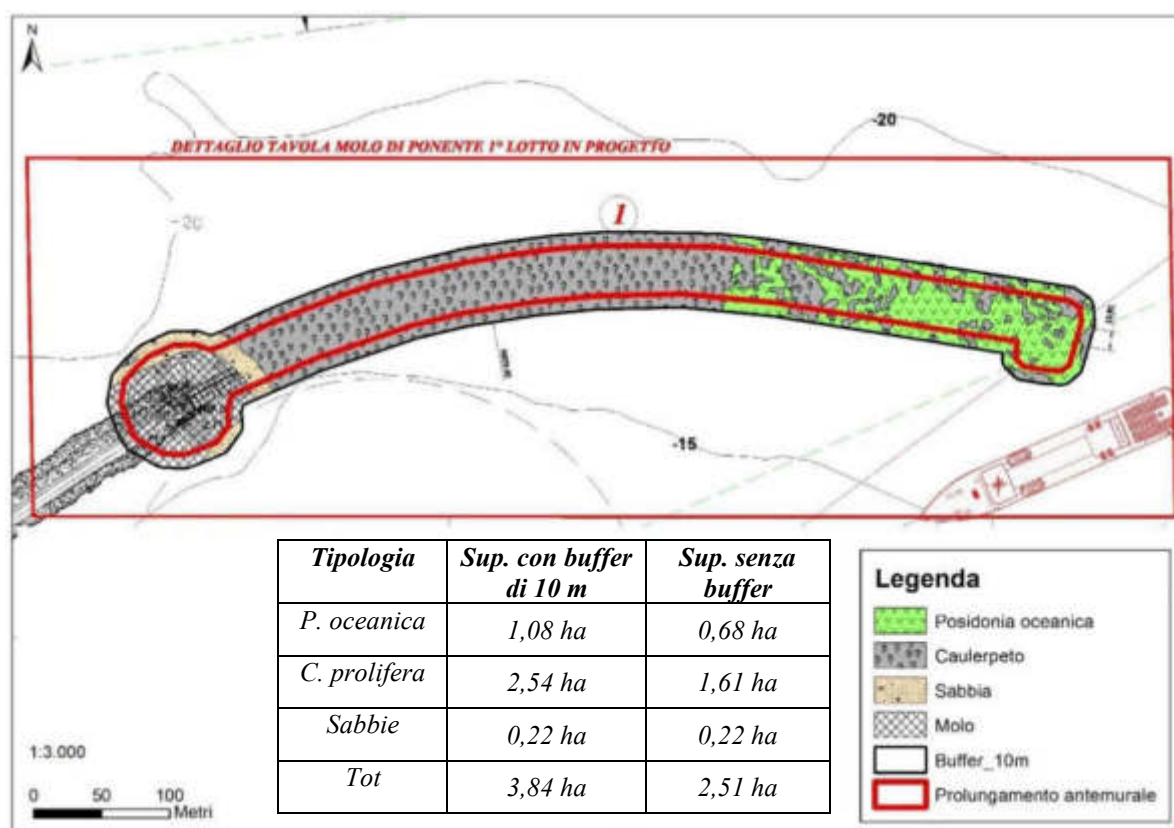 N
DETTAGLIO TAVOLA MOLO DI PONENTE 1° LOTTO IN PROGETTO
-20
-20
1
-15
Tipologia Sup. con buffer di 10 m Sup. senza buffer
P. oceanica 1,08 ha 0,68 ha
C. prolifera 2,54 ha 1,61 ha
Sabbie 0,22 ha 0,22 ha
Tot 3,84 ha 2,51 ha
Legenda
Posidonia oceanica
Caulerpeto
Sabbia
Molo
Buffer_10m
Prolungamento antemurale
1:3.000
0 50 100
Metri